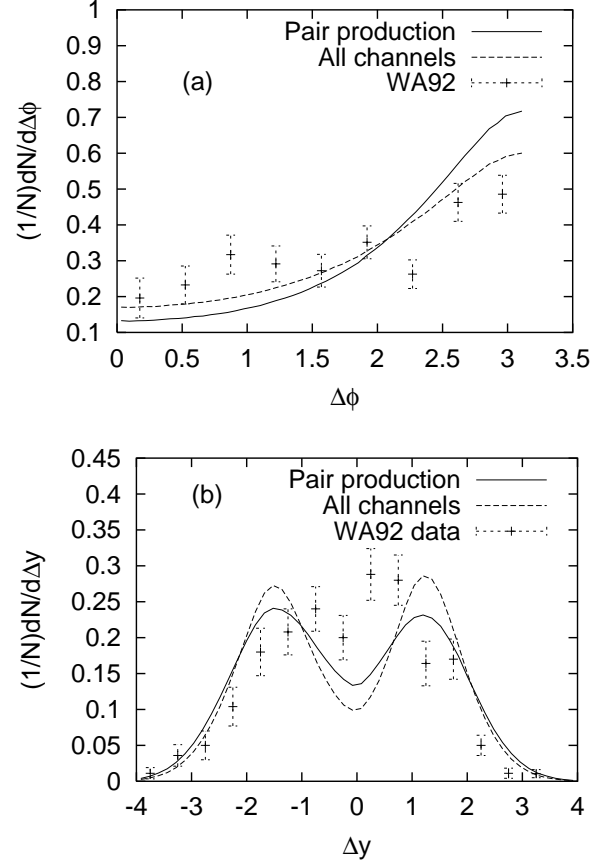 1
0.9
0.8
0.7
0.6
0.5
0.4
0.3
0.2
0.1
(1/N)dN/dΔϕ
(a)
Pair production
All channels
WA92
0 0.5 1 1.5 2 2.5 3 3.5
Δϕ
0.45
0.4
0.35
0.3
0.25
0.2
0.15
0.1
0.05
0
(1/N)dN/dΔy
(b)
Pair production
All channels
WA92 data
-4 -3 -2 -1 0 1 2 3 4
Δy